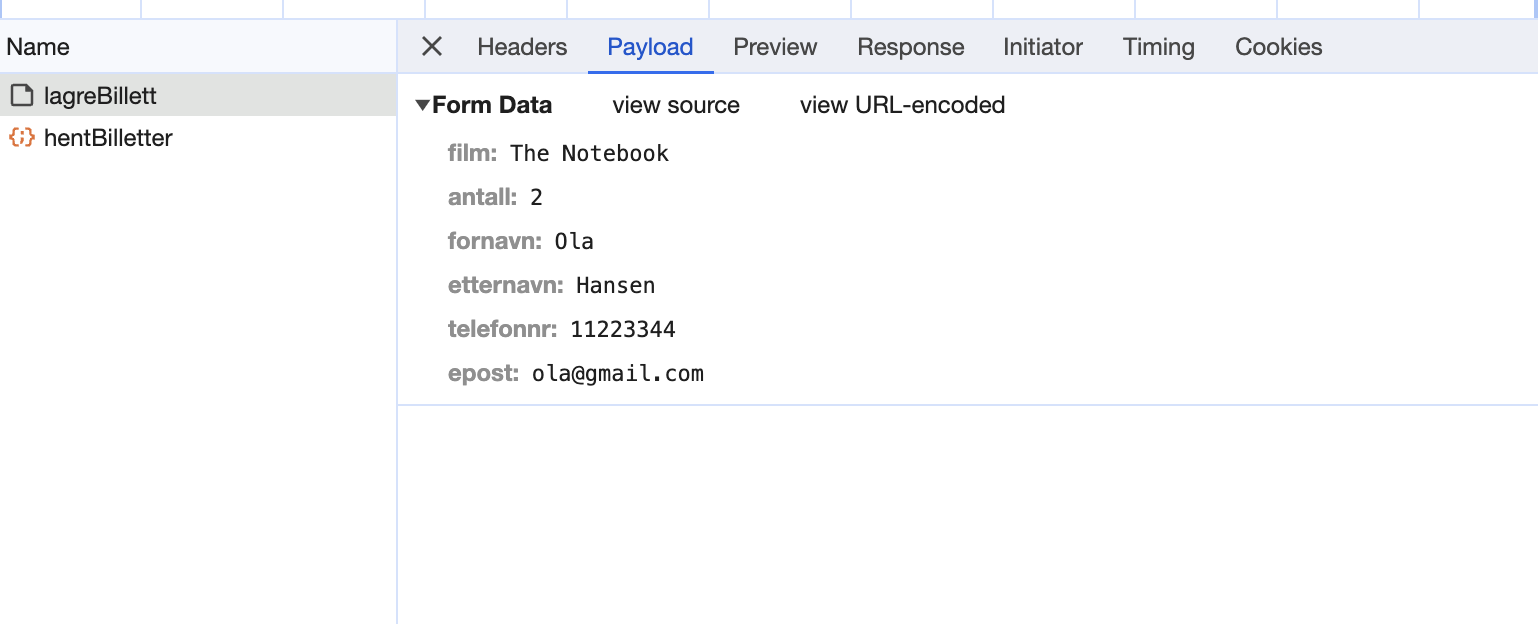 Name
Headers Payload Preview Response Initiator Timing Cookies
lagreBillett
hentBilletter
Form Data view source view URL-encoded
film: The Notebook
antall: 2
fornavn: Ola
etternavn: Hansen
telefonnr: 11223344
epost: ola@gmail.com